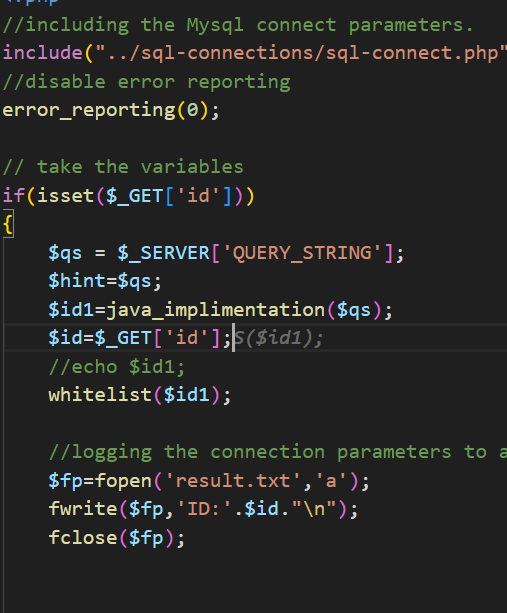 <?php
//including the Mysql connect parameters.
include("../sql-connections/sql-connect.php"
//disable error reporting
error_reporting(0);
// take the variables
if(isset($_GET['id']))
{
$qs = $_SERVER['QUERY_STRING'];
$hint=$qs;
$id1=java_implimentation($qs);
$id=$_GET['id'];S($id1);
//echo $id1;
whitelist($id1);
//logging the connection parameters to a
$fp=fopen('result.txt','a');
fwrite($fp,'ID:'.$id."\n");
fclose($fp);